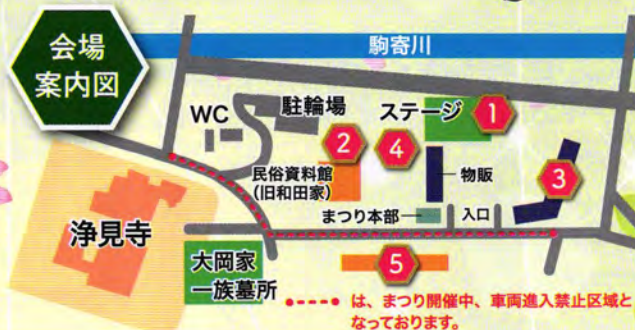 会場
案内図
駒寄川
WC
駐輪場
ステージ
1
2
4
3
民俗資料館
(旧和田家)
物販
まつり本部
入口
浄見寺
大岡家
一族墓所
5
は、まつり開催中、車両進入禁止区域と
なっております。